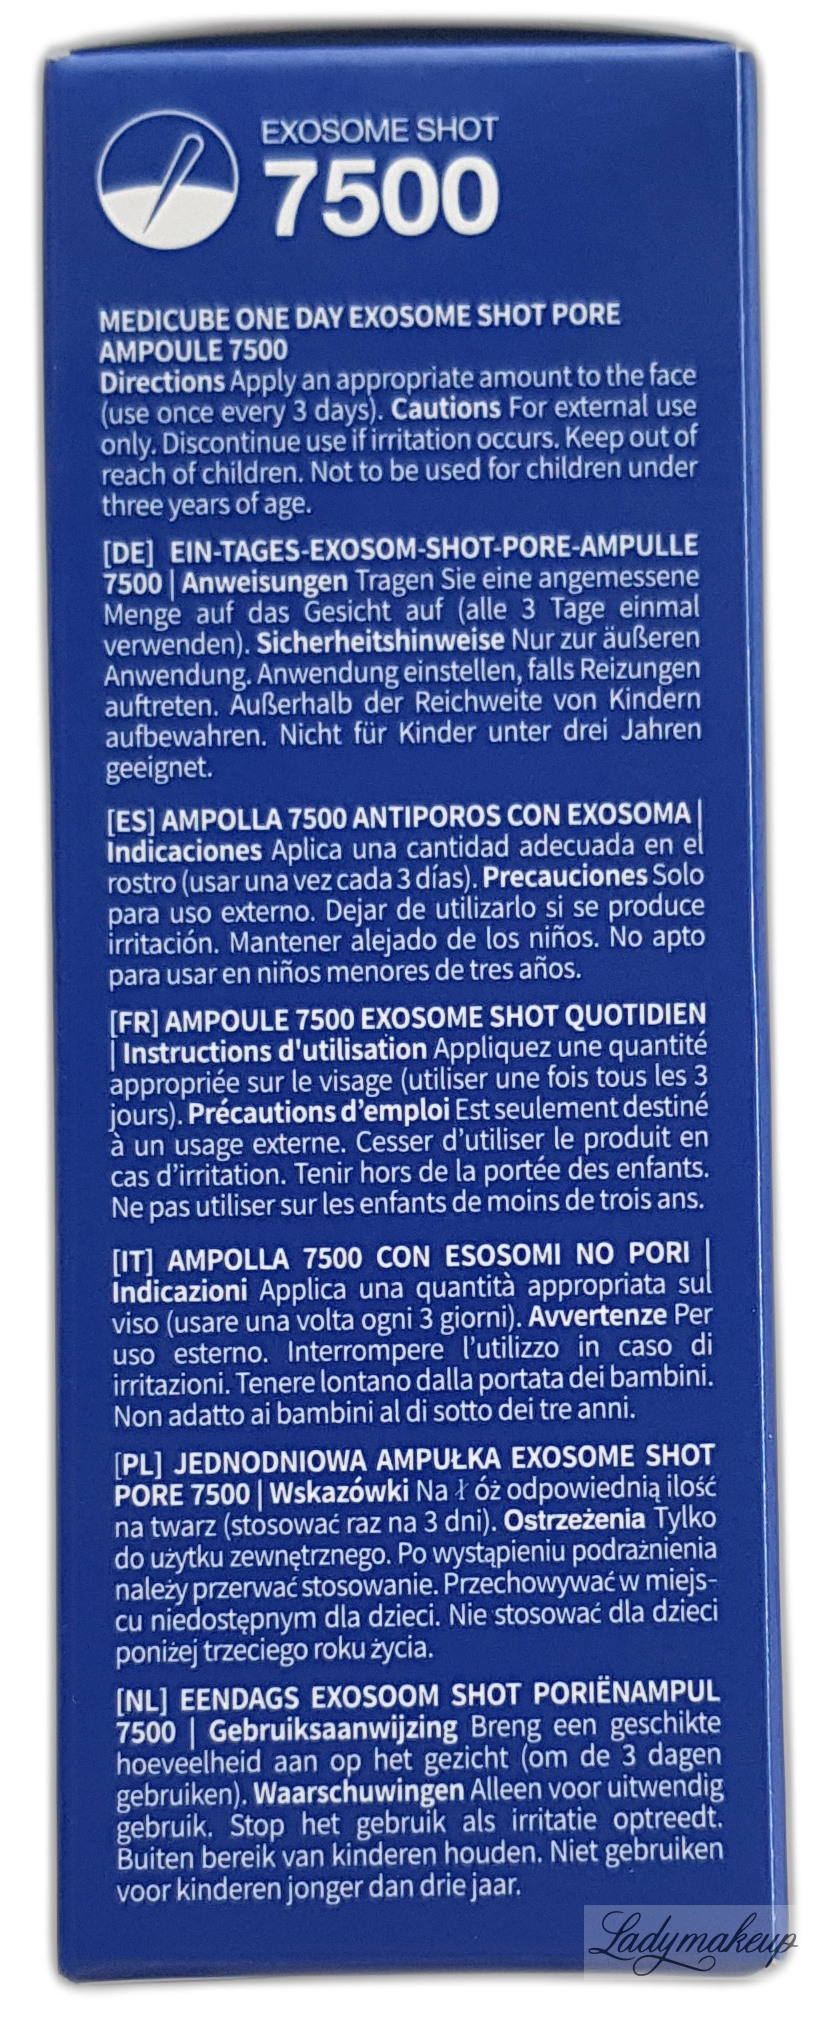 EXOSOME SHOT
7500
MEDICUBE ONE DAY EXOSOME SHOT PORE
AMPOULE 7500
Directions Apply an appropriate amount to the face
(use once every 3 days). Cautions For external use
only. Discontinue use if irritation occurs. Keep out of
reach of children. Not to be used for children under
three years of age.
[DE] EIN-TAGES-EXOSOM-SHOT-PORE-AMPULLE
7500 | Anweisungen Tragen Sie eine angemessene
Menge auf das Gesicht auf (alle 3 Tage einmal
verwenden). Sicherheitshinweise Nur zur äußeren
Anwendung. Anwendung einstellen, falls Reizungen
auftreten. Außerhalb der Reichweite von Kindern
aufbewahren. Nicht für Kinder unter drei Jahren
geeignet.
[ES] AMPOLLA 7500 ANTIPOROS CON EXOSOMA |
Indicaciones Aplica una cantidad adecuada en el
rostro (usar una vez cada 3 días). Precauciones Solo
para uso externo. Dejar de utilizarlo si se produce
irritación. Mantener alejado de los niños. No apto
para usar en niños menores de tres años.
[FR] AMPOULE 7500 EXOSOME SHOT QUOTIDIEN
| Instructions d'utilisation Appliquez une quantité
appropriée sur le visage (utiliser une fois tous les 3
jours). Précautions d’emploi Est seulement destiné
à un usage externe. Cesser d’utiliser le produit en
cas d’irritation. Tenir hors de la portée des enfants.
Ne pas utiliser sur les enfants de moins de trois ans.
[IT] AMPOLLA 7500 CON ESOSOMI NO PORI |
Indicazioni Applica una quantità appropriata sul
viso (usare una volta ogni 3 giorni). Avvertenze Per
uso esterno. Interrompere l’utilizzo in caso di
irritazioni. Tenere lontano dalla portata dei bambini.
Non adatto ai bambini al di sotto dei tre anni.
[PL] JEDNODNIOWA AMPUŁKA EXOSOME SHOT
PORE 7500 | Wskazówki Na ł óż odpowiednią ilość
na twarz (stosować raz na 3 dni). Ostrzeżenia Tylko
do użytku zewnętrznego. Po wystąpieniu podrażnienia
należy przerwać stosowanie. Przechowywać w miejs-
cu niedostępnym dla dzieci. Nie stosować dla dzieci
poniżej trzeciego roku życia.
[NL] EENDAGS EXOSOOM SHOT PORIËNAMPUL
7500 | Gebruiksaanwijzing Breng een geschikte
hoeveelheid aan op het gezicht (om de 3 dagen
gebruiken). Waarschuwingen Alleen voor uitwendig
gebruik. Stop het gebruik als irritatie optreedt.
Buiten bereik van kinderen houden. Niet gebruiken
voor kinderen jonger dan drie jaar.
Ladymakeup